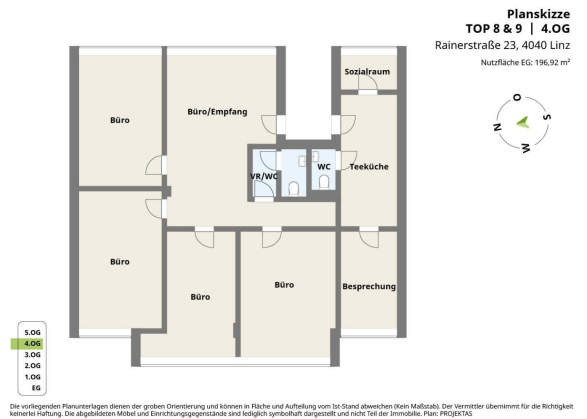 Planskizze
TOP 8 & 9 | 4.OG
Rainerstraße 23, 4040 Linz
Nutzfläche EG: 196,92 m²
O
S
N
W
Sozialraum
Büro
Büro/Empfang
VR/WC
WC
Teeküche
Büro
Büro
Büro
Besprechung
5.OG
4.OG
3.OG
2.OG
1.OG
EG
Die vorliegenden Planunterlagen dienen der groben Orientierung und können in Fläche und Aufteilung vom Ist-Stand abweichen (Kein Maßstab). Der Vermittler übernimmt für die Richtigkeit
keinerlei Haftung. Die abgebildeten Möbel und Einrichtungsgegenstände sind lediglich symbolhaft dargestellt und nicht Teil der Immobilie. Plan: PROJEKTAS